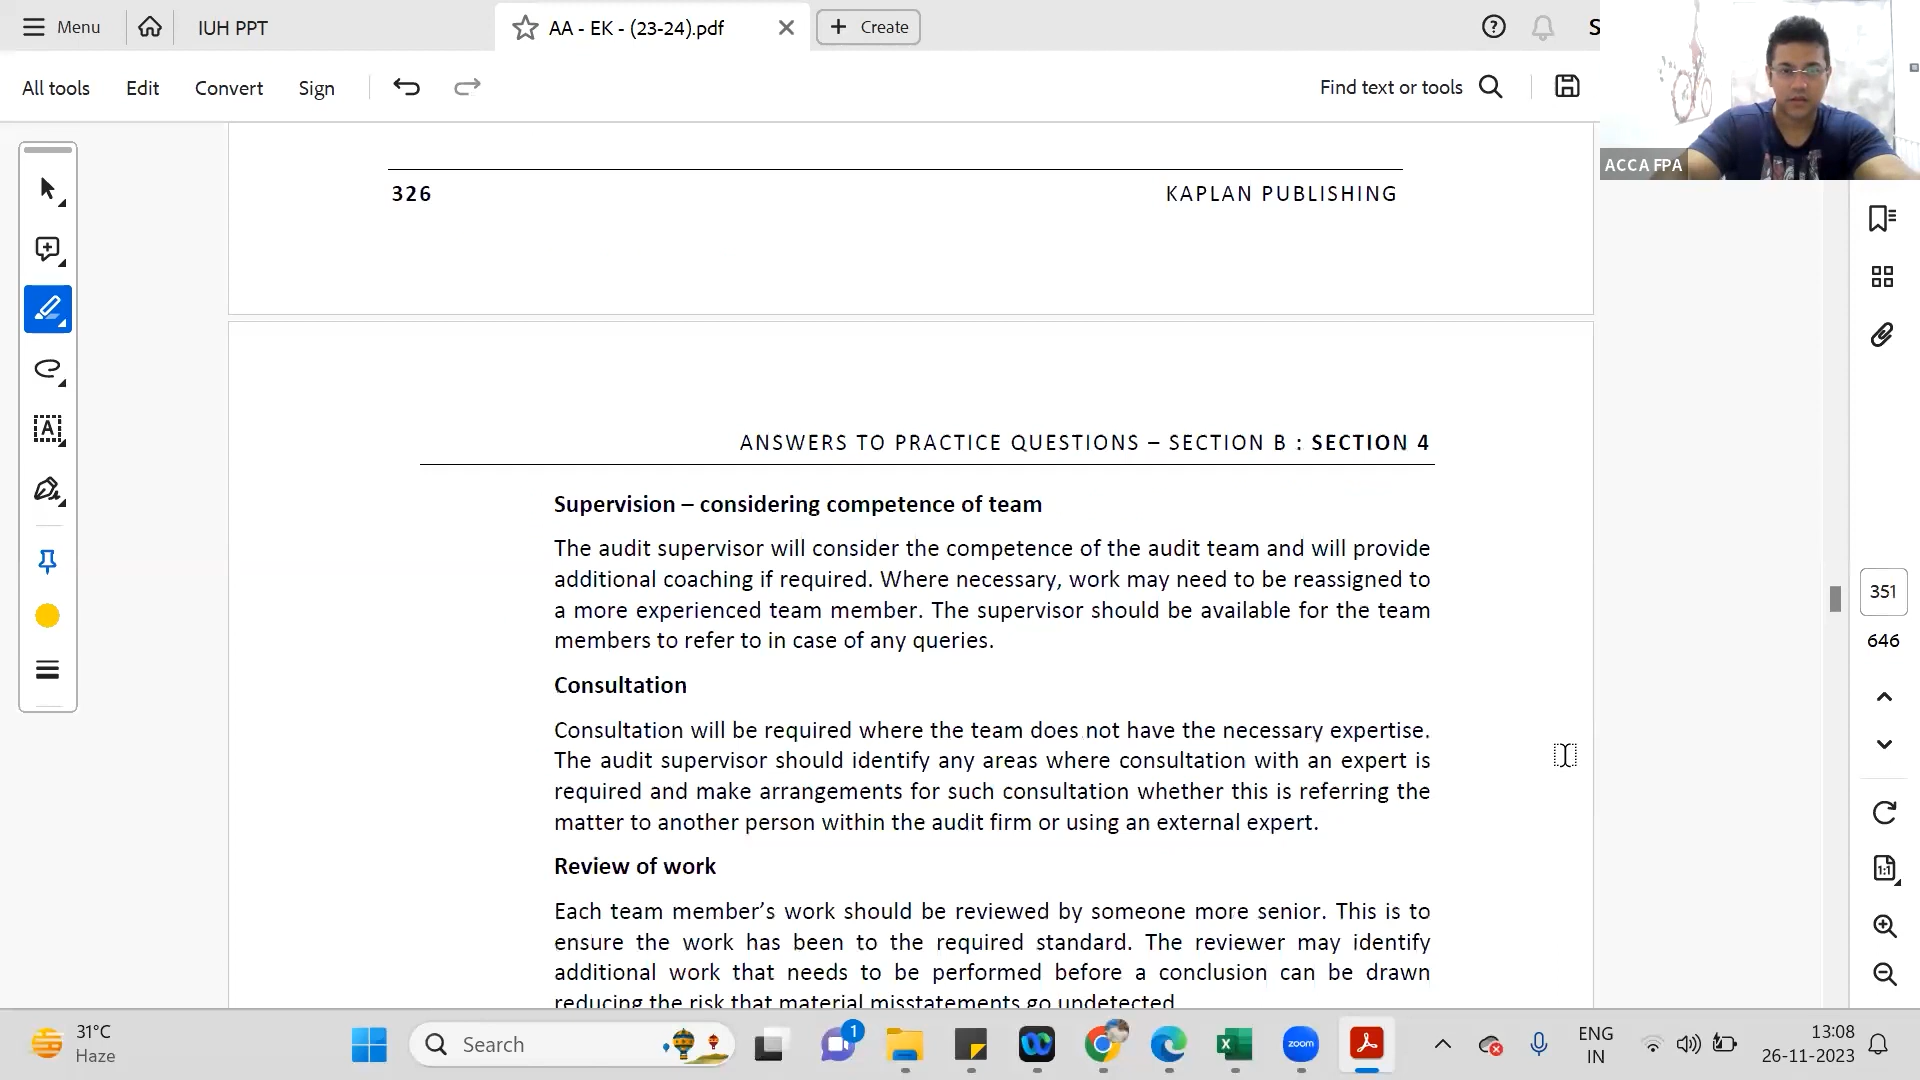 Menu
IUH PPT
AA - EK - (23-24).pdf
Create
S
All tools
Edit
Convert
Sign
Find text or tools
ACCA FPA
326
KAPLAN PUBLISHING
ANSWERS TO PRACTICE QUESTIONS – SECTION B : SECTION 4
Supervision – considering competence of team
The audit supervisor will consider the competence of the audit team and will provide
additional coaching if required. Where necessary, work may need to be reassigned to
a more experienced team member. The supervisor should be available for the team
members to refer to in case of any queries.
Consultation
Consultation will be required where the team does not have the necessary expertise.
The audit supervisor should identify any areas where consultation with an expert is
required and make arrangements for such consultation whether this is referring the
matter to another person within the audit firm or using an external expert.
Review of work
Each team member’s work should be reviewed by someone more senior. This is to
ensure the work has been to the required standard. The reviewer may identify
additional work that needs to be performed before a conclusion can be drawn
reducing the risk that material misstatements go undetected
351
646
1:1
31°C
Haze
Search
1
zoom
ENG
IN
13:08
26-11-2023